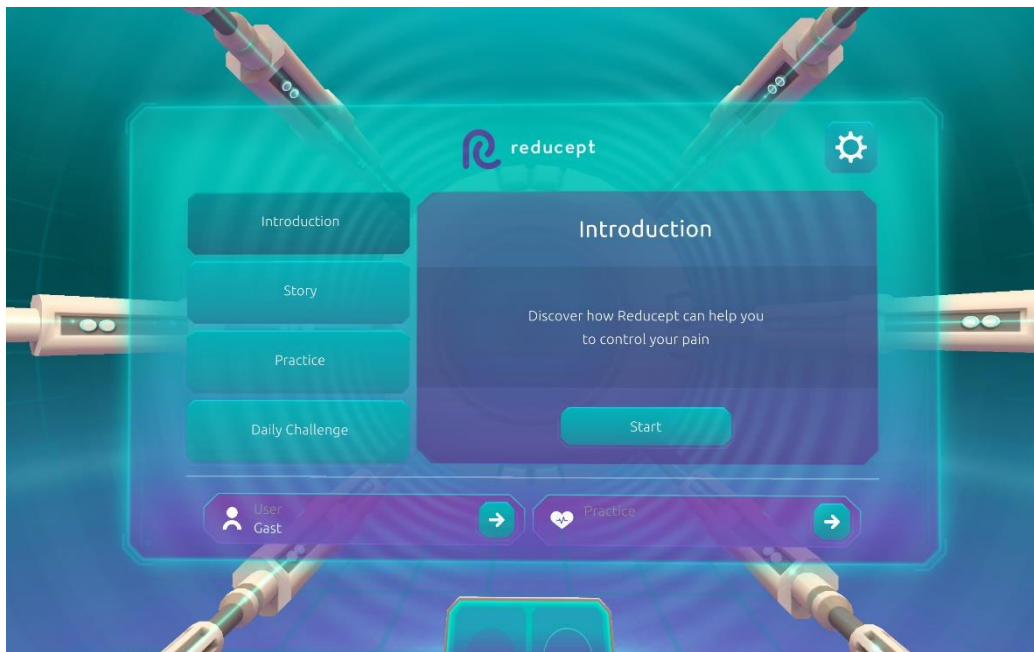 reducept
Introduction
Story
Practice
Daily Challenge
Introduction
Discover how Reducept can help you
to control your pain
Start
User
Gast
Practice